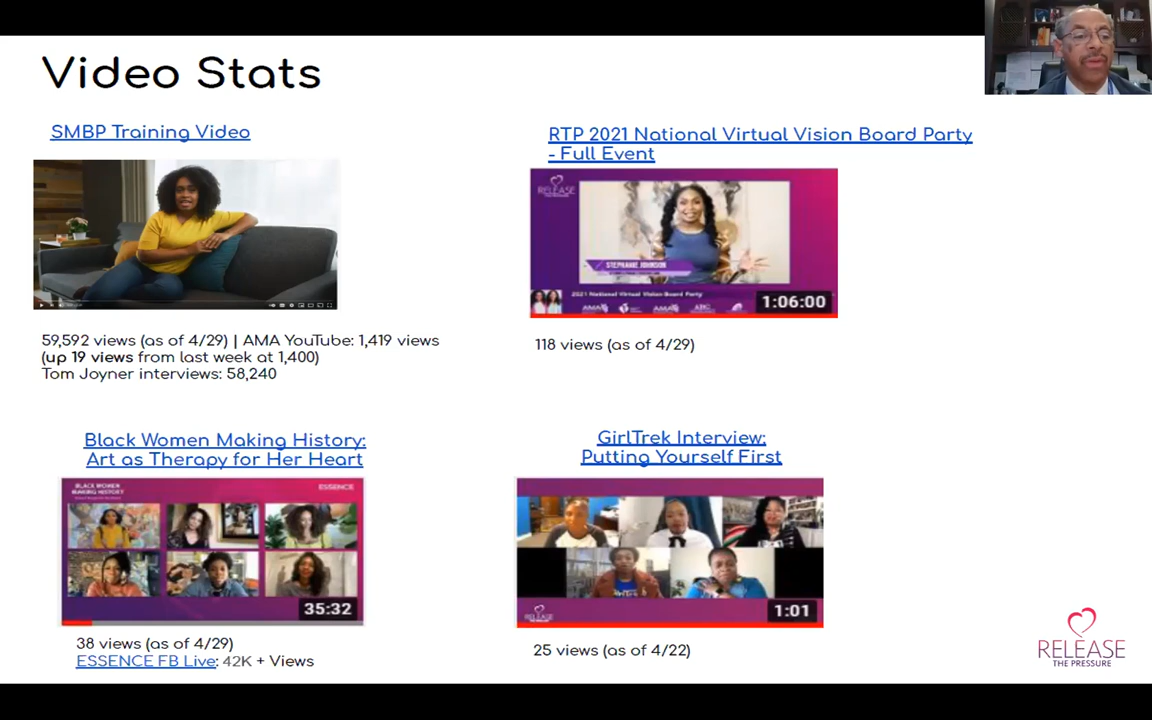 Video Stats
SMBP Training Video
59,592 views (as of 4/29) | AMA YouTube: 1,419 views
(up 19 views from last week at 1,400)
Tom Joyner interviews: 58,240
RTP 2021 National Virtual Vision Board Party
- Full Event
RELEASE
THE PRESSURE
STEPHANIE JOHNSON
2021 National Virtual Vision Board Party
1:06:00
118 views (as of 4/29)
Black Women Making History:
Art as Therapy for Her Heart
BLACK WOMEN
MAKING HISTORY
ESSENCE
35:32
38 views (as of 4/29)
ESSENCE FB Live: 42K + Views
GirlTrek Interview:
Putting Yourself First
RELEASE
1:01
25 views (as of 4/22)
RELEASE
THE PRESSURE